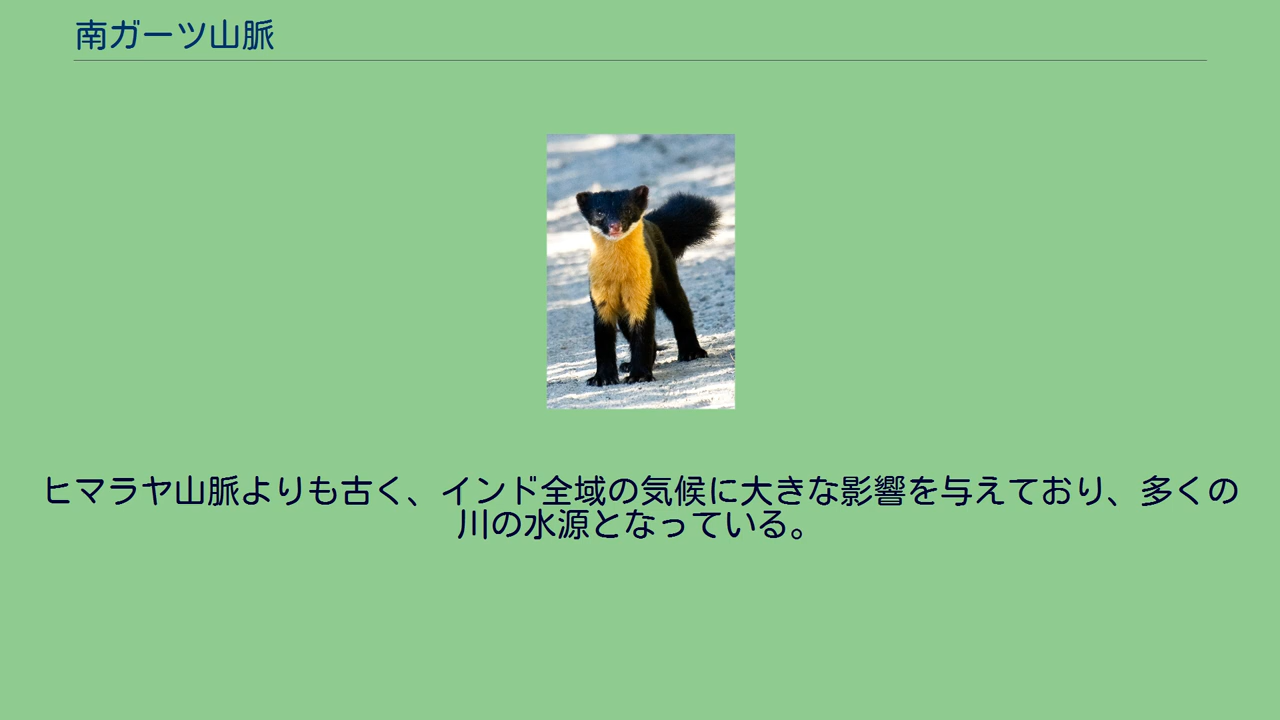 南ガーツ山脈
ヒマラヤ山脈よりも古く、インド全域の気候に大きな影響を与えており、多くの
川の水源となっている。